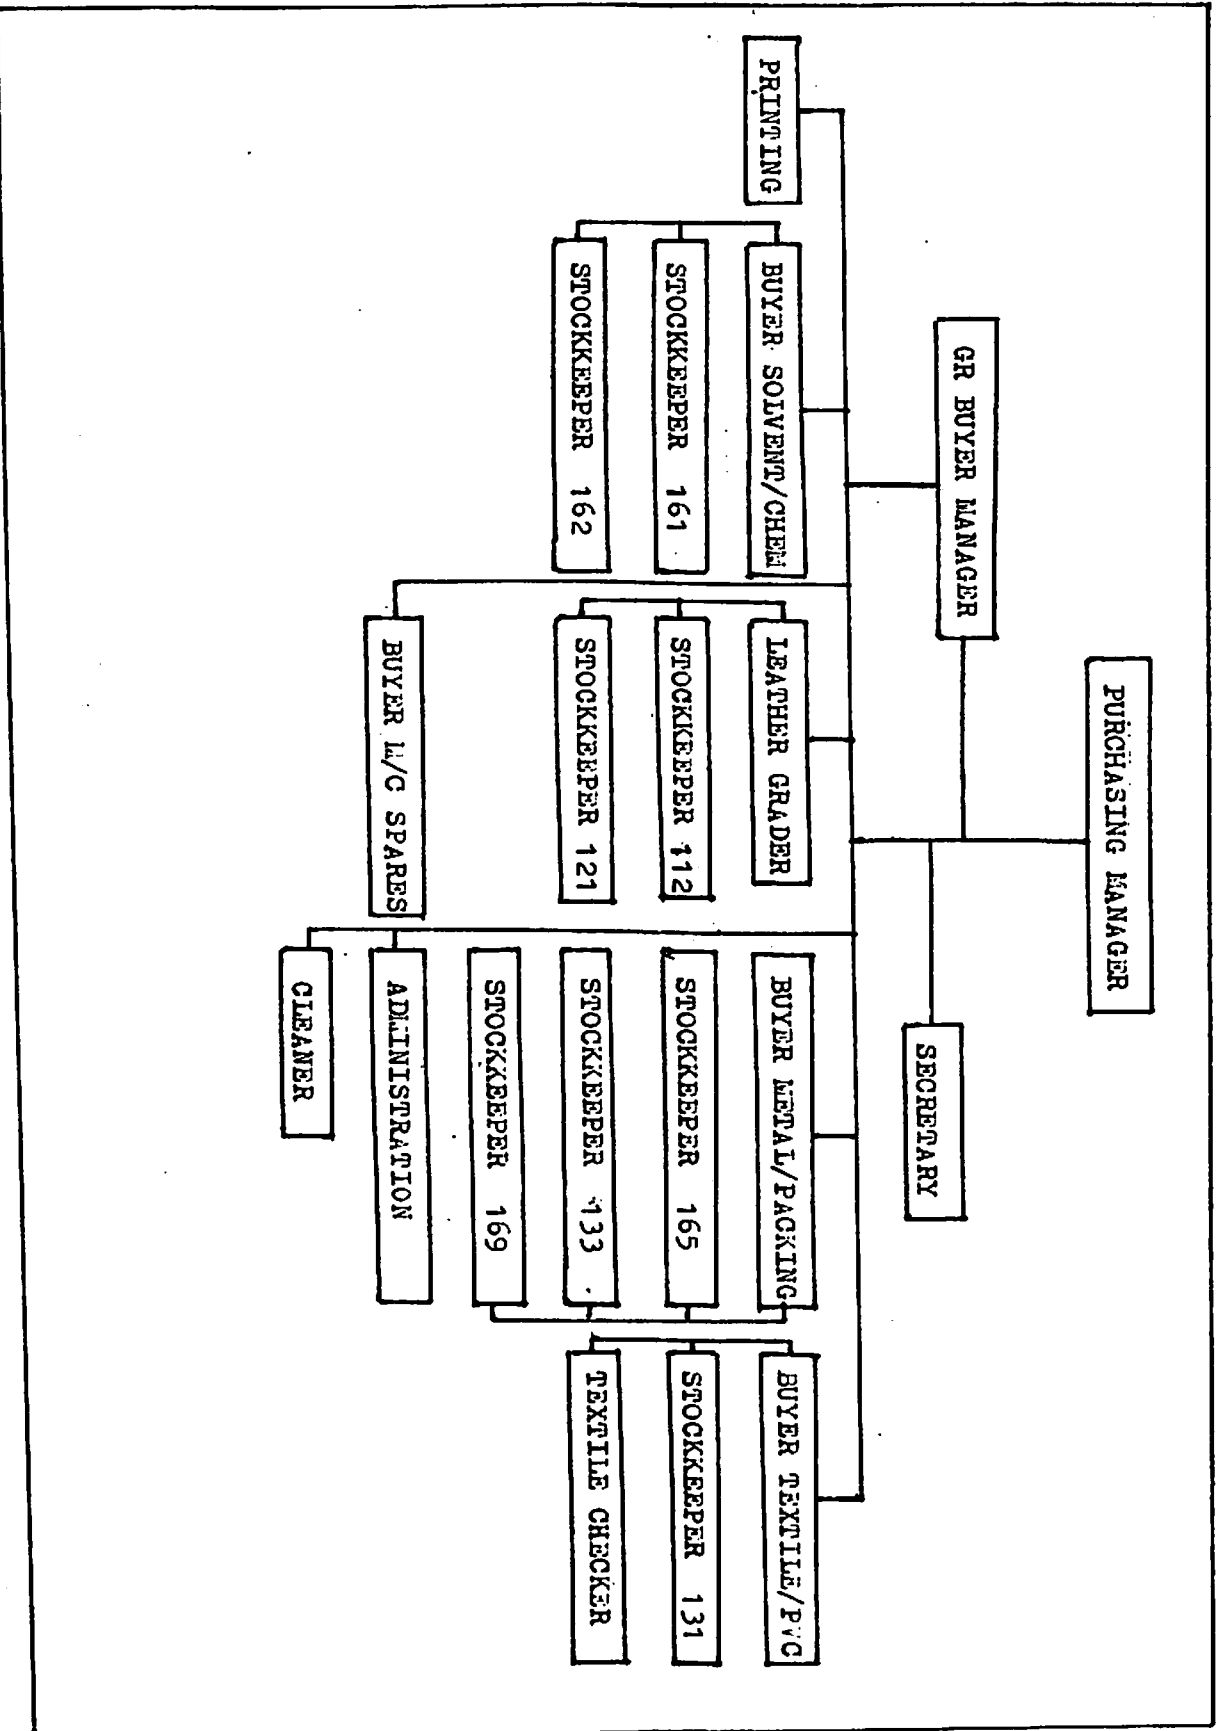 PURCHASING MANAGER
GR BUYER MANAGER
SECRETARY
PRINTING
BUYER SOLVENT/CHEM
LEATHER GRADER
BUYER METAL/PACKING
BUYER TEXTILE/PVC
STOCKKEEPER 161
STOCKKEEPER 112
STOCKKEEPER 165
STOCKKEEPER 131
STOCKKEEPER 162
STOCKKEEPER 121
STOCKKEEPER 133
TEXTILE CHECKER
STOCKKEEPER 169
BUYER M/C SPARES
ADMINISTRATION
CLEANER